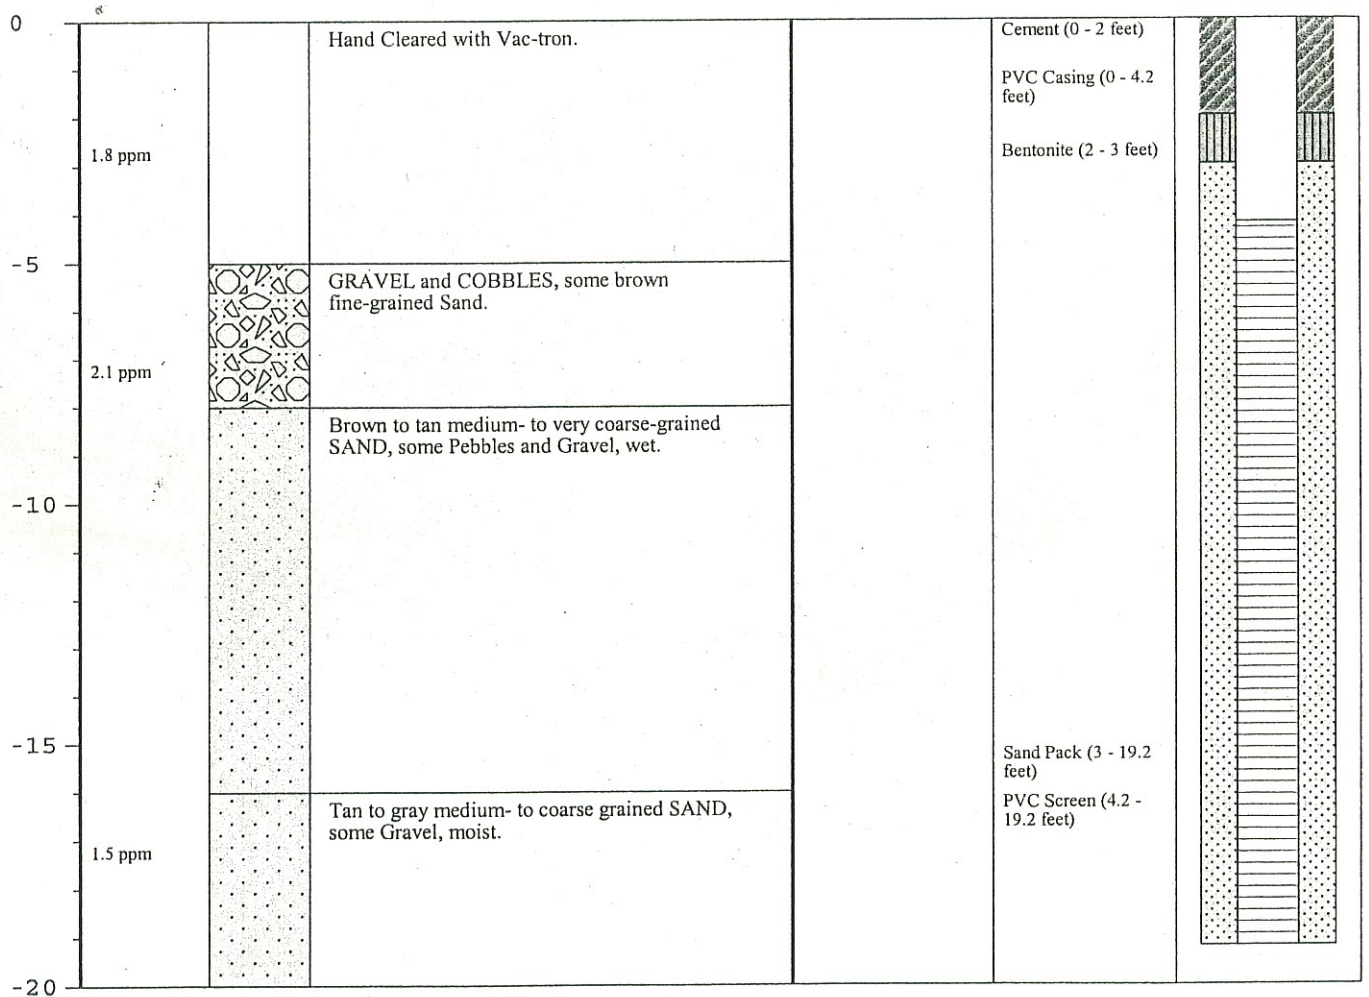 0
Hand Cleared with Vac-tron.
Cement (0 - 2 feet)
PVC Casing (0 - 4.2
feet)
1.8 ppm
Bentonite (2 - 3 feet)
-5
GRAVEL and COBBLES, some brown
fine-grained Sand.
2.1 ppm
Brown to tan medium- to very coarse-grained
SAND, some Pebbles and Gravel, wet.
-10
-15
Sand Pack (3 - 19.2
feet)
Tan to gray medium- to coarse grained SAND,
some Gravel, moist.
PVC Screen (4.2 -
19.2 feet)
1.5 ppm
-20